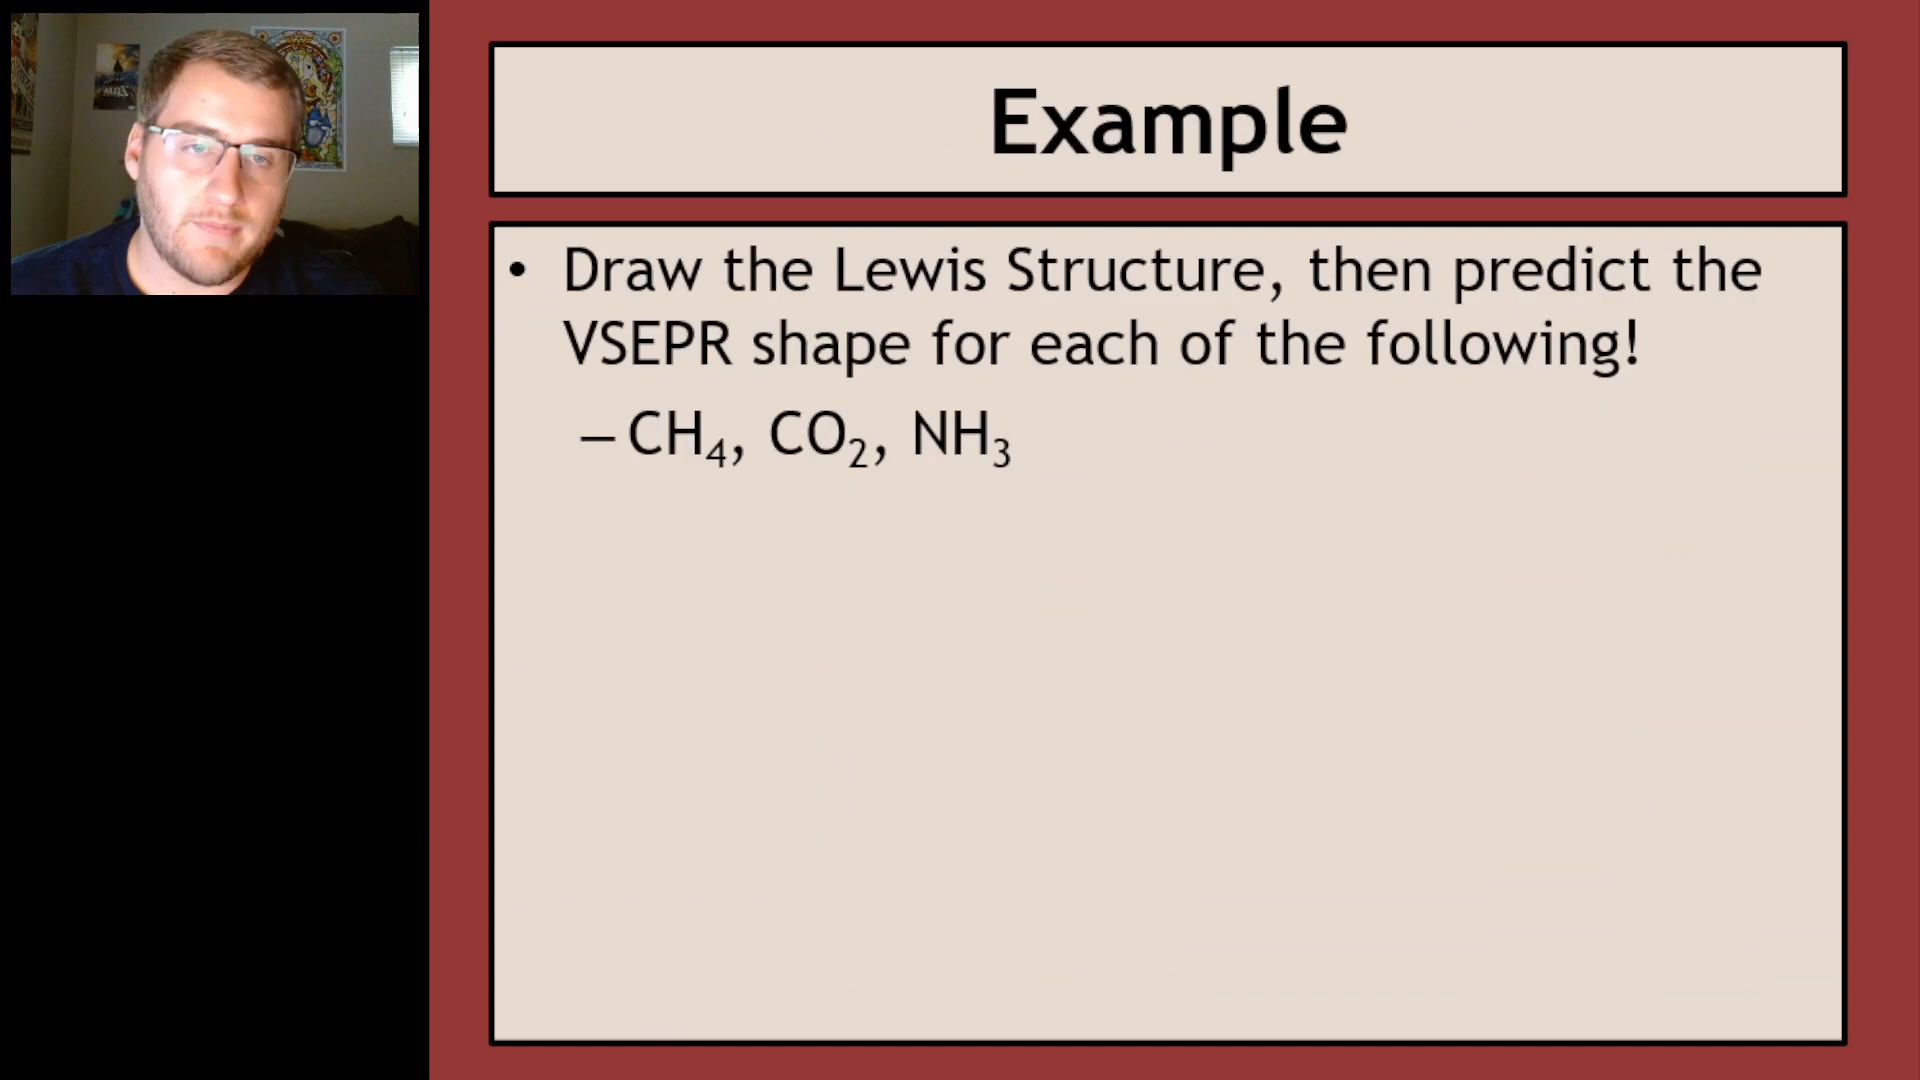 Example
• Draw the Lewis Structure, then predict the
VSEPR shape for each of the following!
– CH₄, CO₂, NH₃